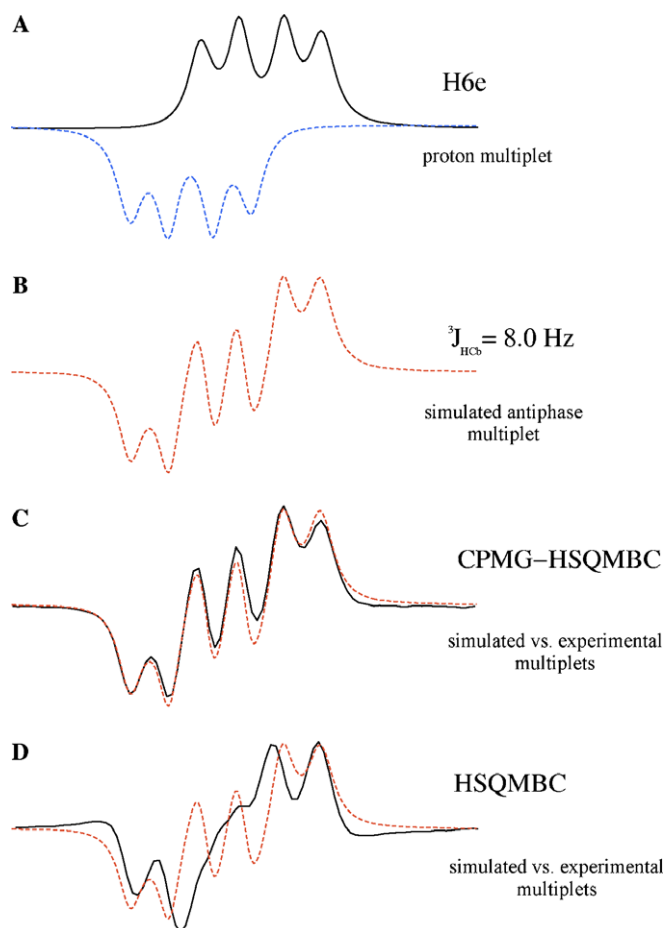 A
H6e
proton multiplet
B
³J_HCb = 8.0 Hz
simulated antiphase
multiplet
C
CPMG–HSQMBC
simulated vs. experimental
multiplets
D
HSQMBC
simulated vs. experimental
multiplets